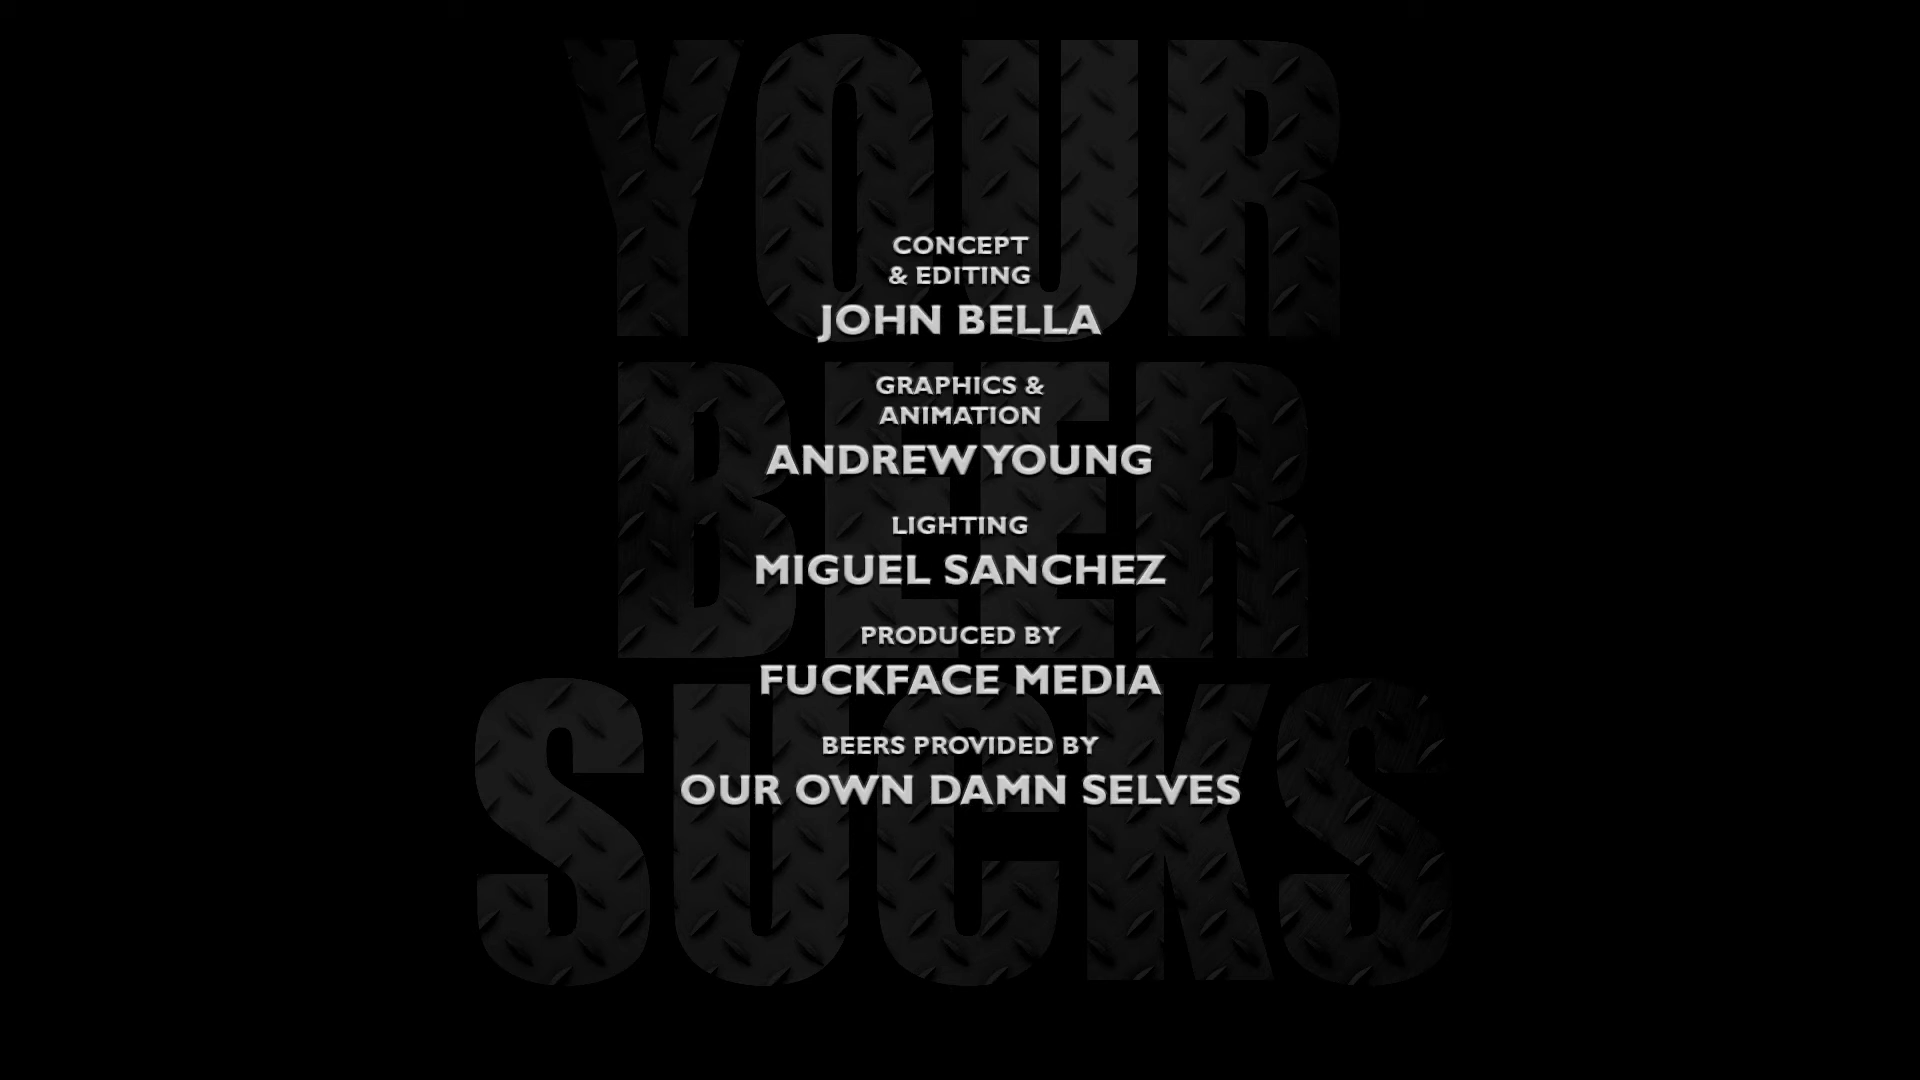 YOUR
BEER
SUCKS
CONCEPT
& EDITING
JOHN BELLA
GRAPHICS &
ANIMATION
ANDREW YOUNG
LIGHTING
MIGUEL SANCHEZ
PRODUCED BY
FUCKFACE MEDIA
BEERS PROVIDED BY
OUR OWN DAMN SELVES